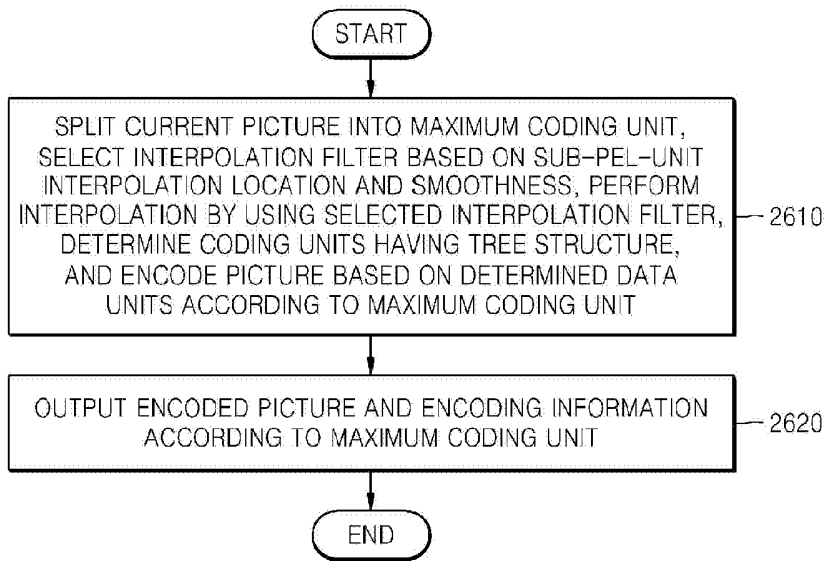 START
SPLIT CURRENT PICTURE INTO MAXIMUM CODING UNIT,
SELECT INTERPOLATION FILTER BASED ON SUB-PEL-UNIT
INTERPOLATION LOCATION AND SMOOTHNESS, PERFORM
INTERPOLATION BY USING SELECTED INTERPOLATION FILTER,
DETERMINE CODING UNITS HAVING TREE STRUCTURE,
AND ENCODE PICTURE BASED ON DETERMINED DATA
UNITS ACCORDING TO MAXIMUM CODING UNIT
2610
OUTPUT ENCODED PICTURE AND ENCODING INFORMATION
ACCORDING TO MAXIMUM CODING UNIT
2620
END